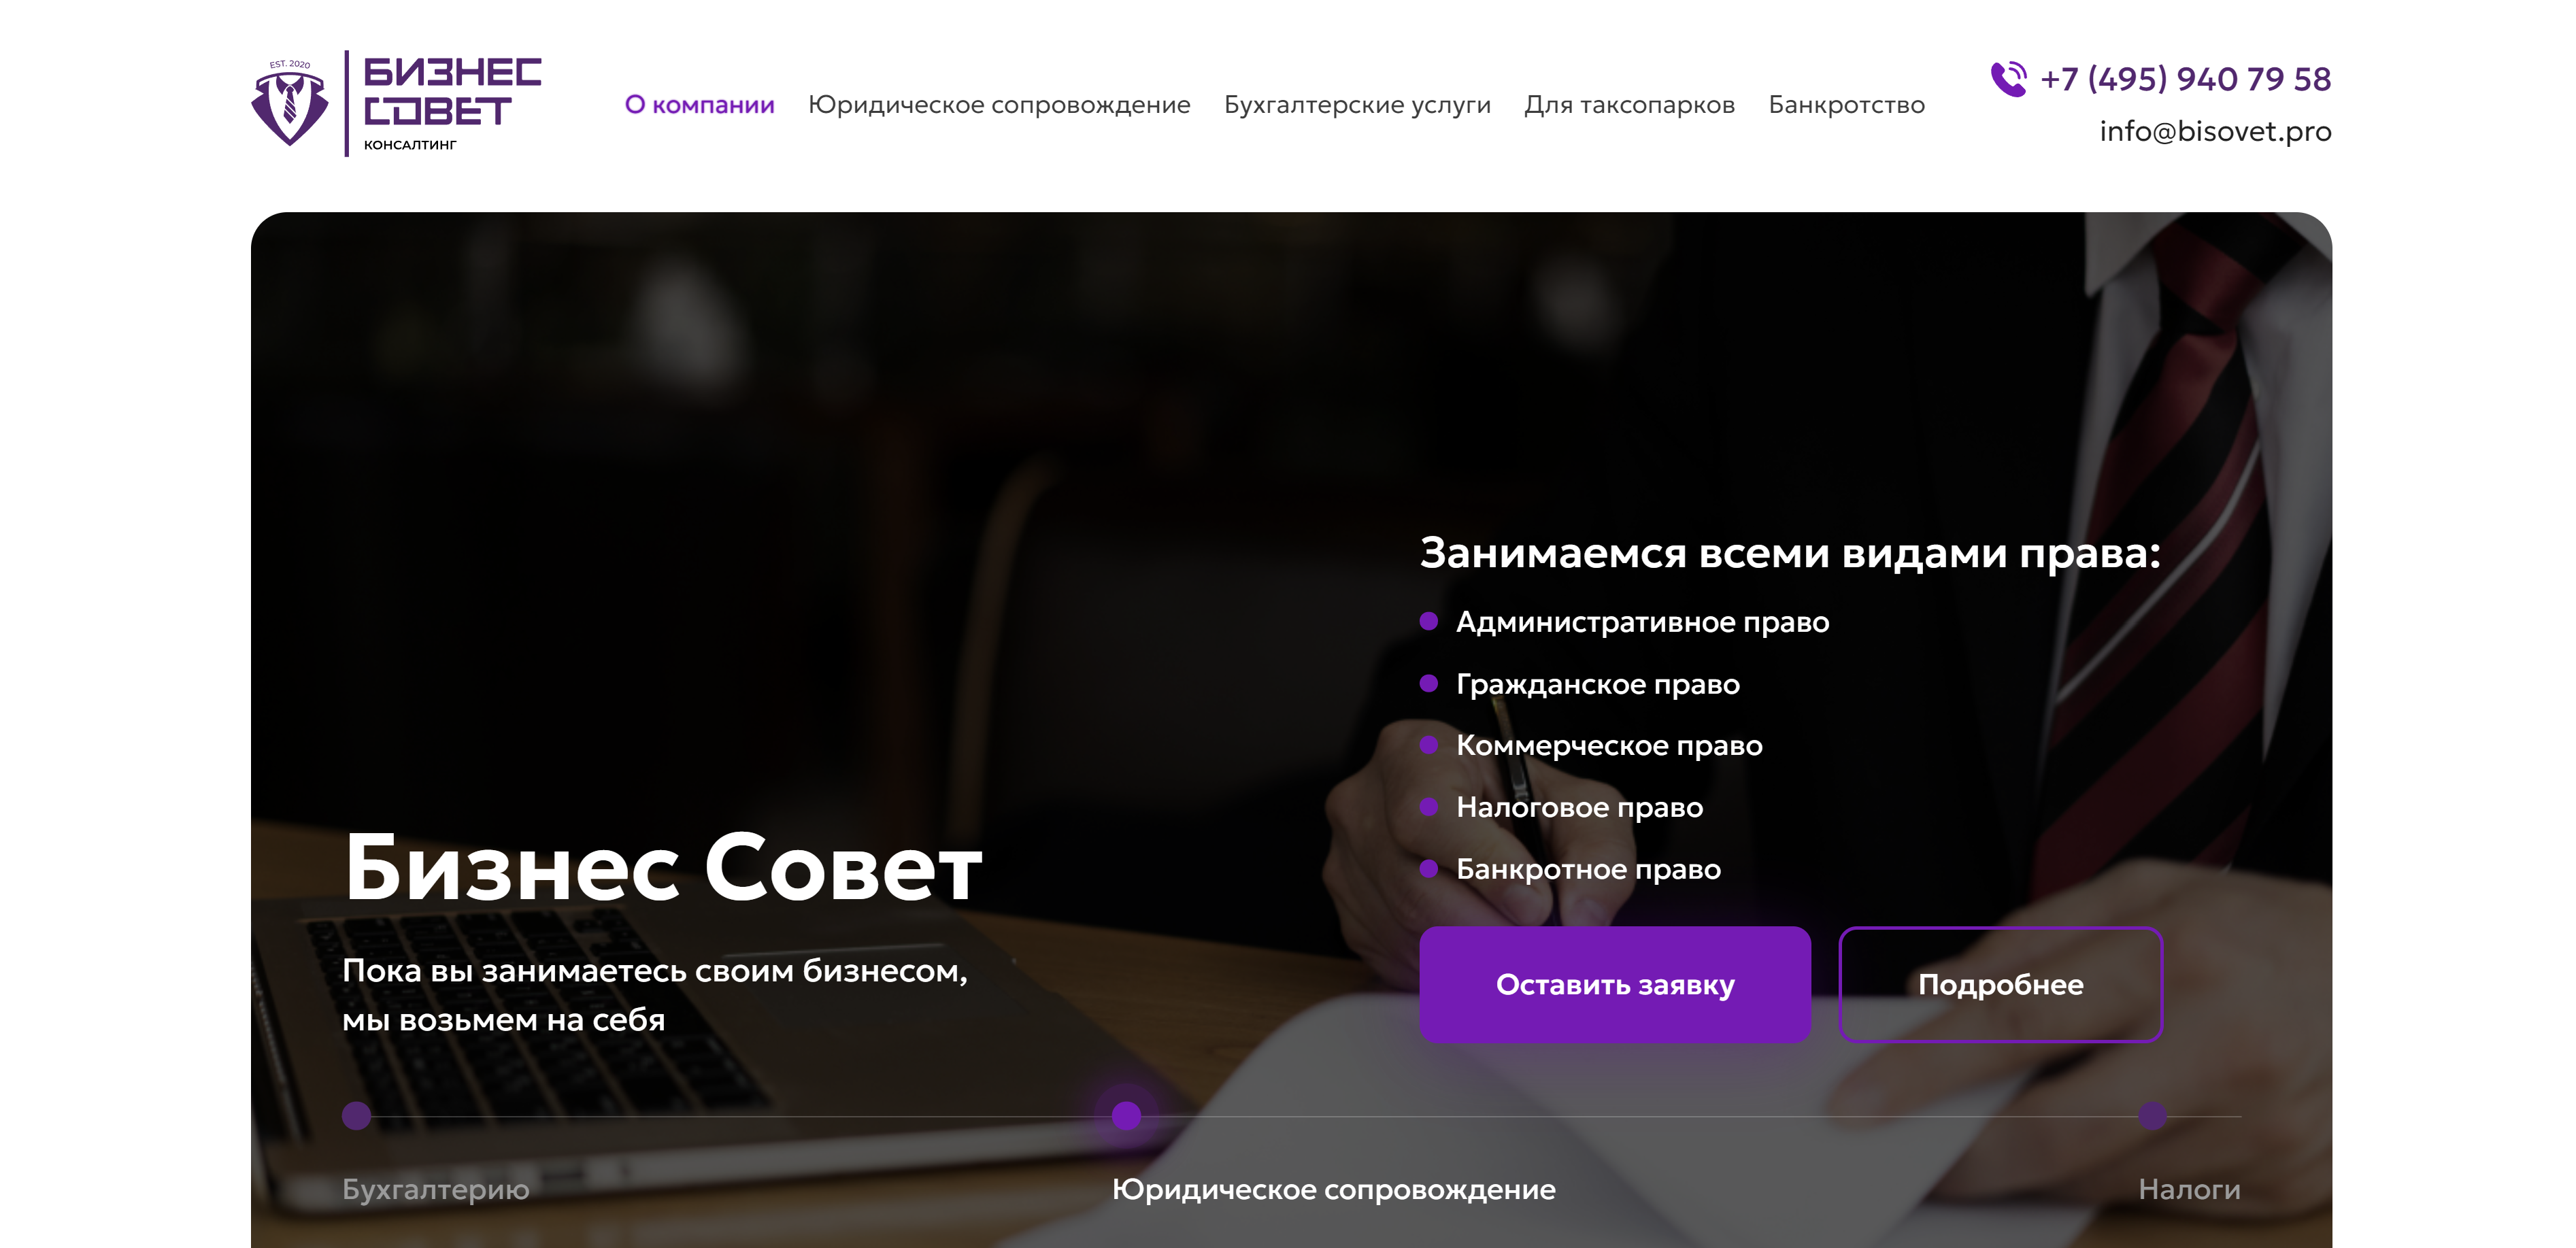 EST. 2020
БИЗНЕС
СОВЕТ
КОНСАЛТИНГ
О компании Юридическое сопровождение Бухгалтерские услуги Для таксопарков Банкротство
+7 (495) 940 79 58
info@bisovet.pro
Занимаемся всеми видами права:
Административное право
Гражданское право
Коммерческое право
Налоговое право
Банкротное право
Бизнес Совет
Пока вы занимаетесь своим бизнесом,
мы возьмем на себя
Оставить заявку Подробнее
Бухгалтерию Юридическое сопровождение Налоги